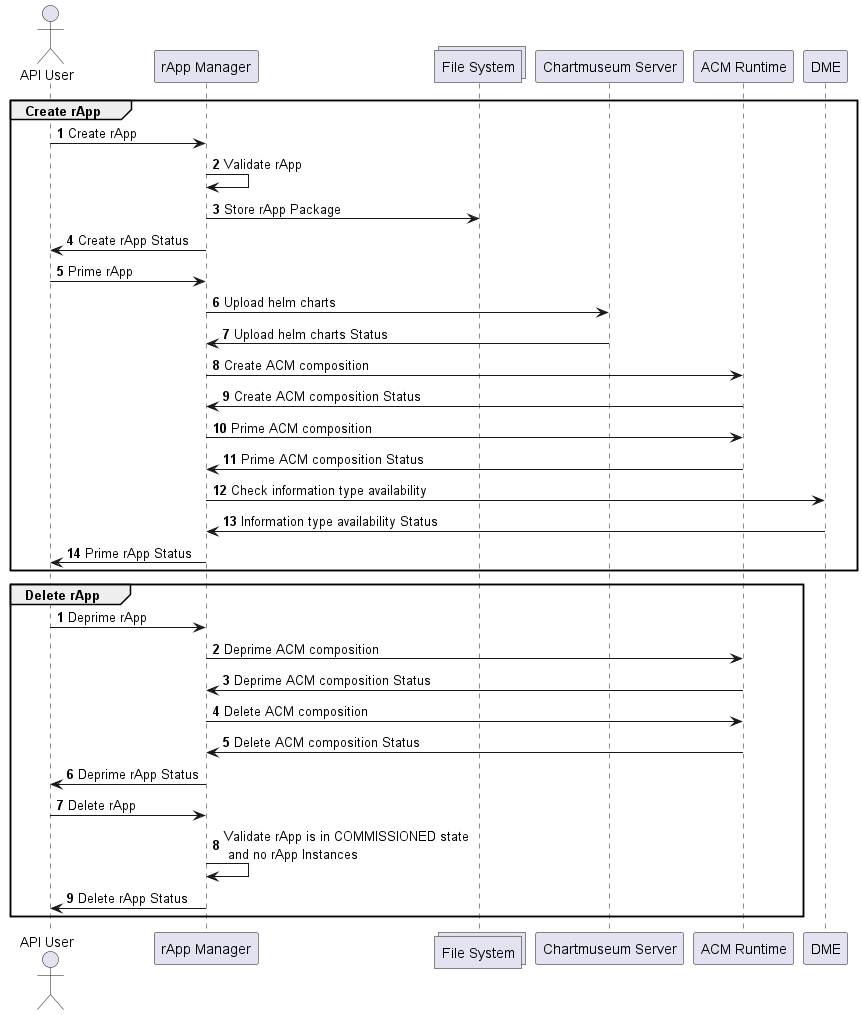 API User
rApp Manager
File System
Chartmuseum Server
ACM Runtime
DME
Create rApp
1 Create rApp
2 Validate rApp
3 Store rApp Package
4 Create rApp Status
5 Prime rApp
6 Upload helm charts
7 Upload helm charts Status
8 Create ACM composition
9 Create ACM composition Status
10 Prime ACM composition
11 Prime ACM composition Status
12 Check information type availability
13 Information type availability Status
14 Prime rApp Status
Delete rApp
1 Deprime rApp
2 Deprime ACM composition
3 Deprime ACM composition Status
4 Delete ACM composition
5 Delete ACM composition Status
6 Deprime rApp Status
7 Delete rApp
8 Validate rApp is in COMMISSIONED state
and no rApp Instances
9 Delete rApp Status
API User
rApp Manager
File System
Chartmuseum Server
ACM Runtime
DME